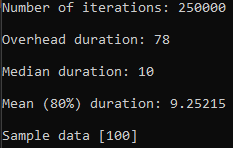 Number of iterations: 250000
Overhead duration: 78
Median duration: 10
Mean (80%) duration: 9.25215
Sample data [100]